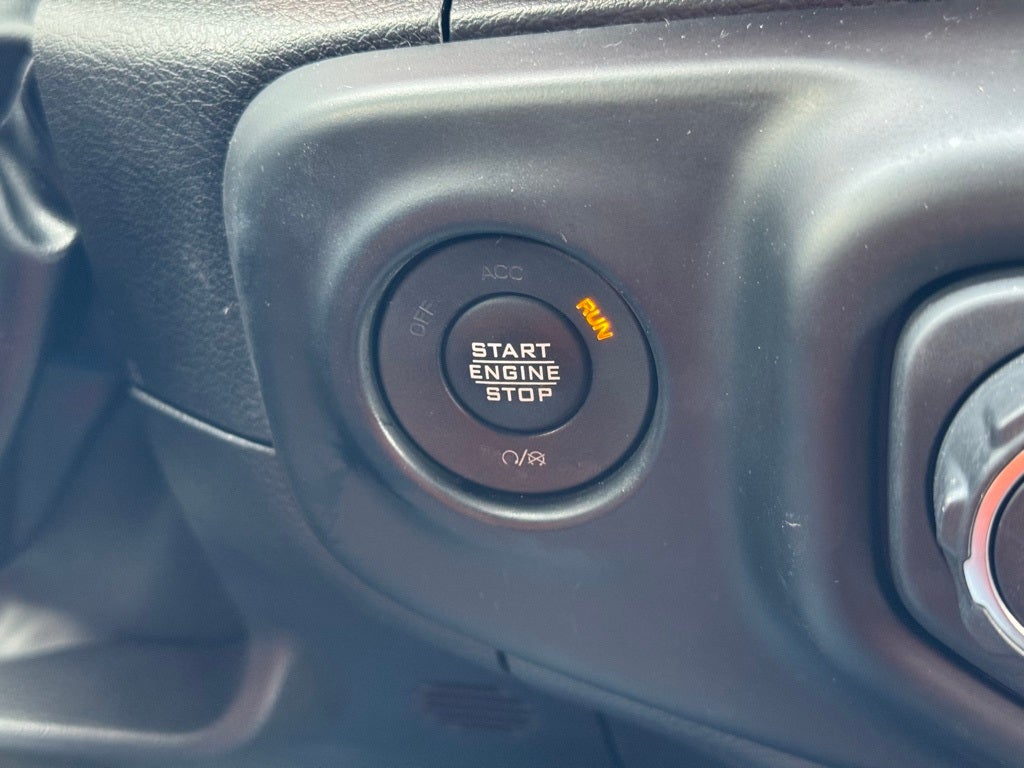 ACC
OFF
RUN
START
ENGINE
STOP